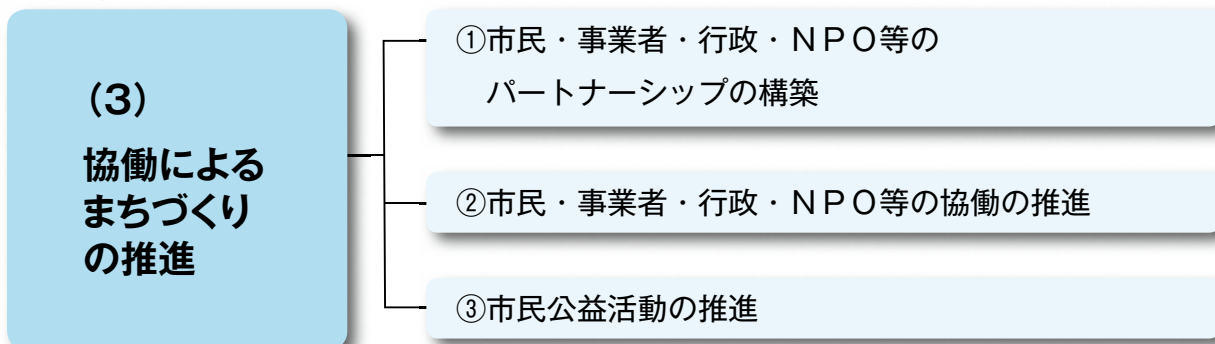 (3)
協働による
まちづくり
の推進
①市民・事業者・行政・ＮＰＯ等の
パートナーシップの構築
②市民・事業者・行政・ＮＰＯ等の協働の推進
③市民公益活動の推進